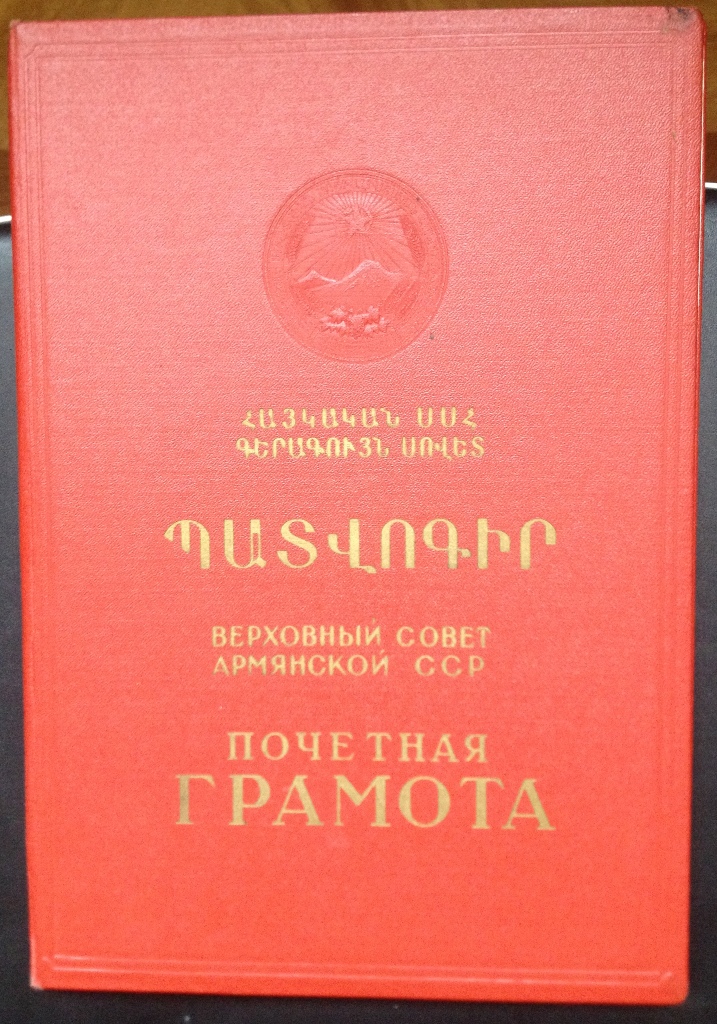 ՀԱՅԿԱԿԱՆ ՍՍՀ
ԳԵՐԱԳՈՒՅՆ ՍՈՎԵՏ
ՊԱՏՎՈԳԻՐ
ВЕРХОВНЫЙ СОВЕТ
АРМЯНСКОЙ ССР
ПОЧЕТНАЯ
ГРАМОТА